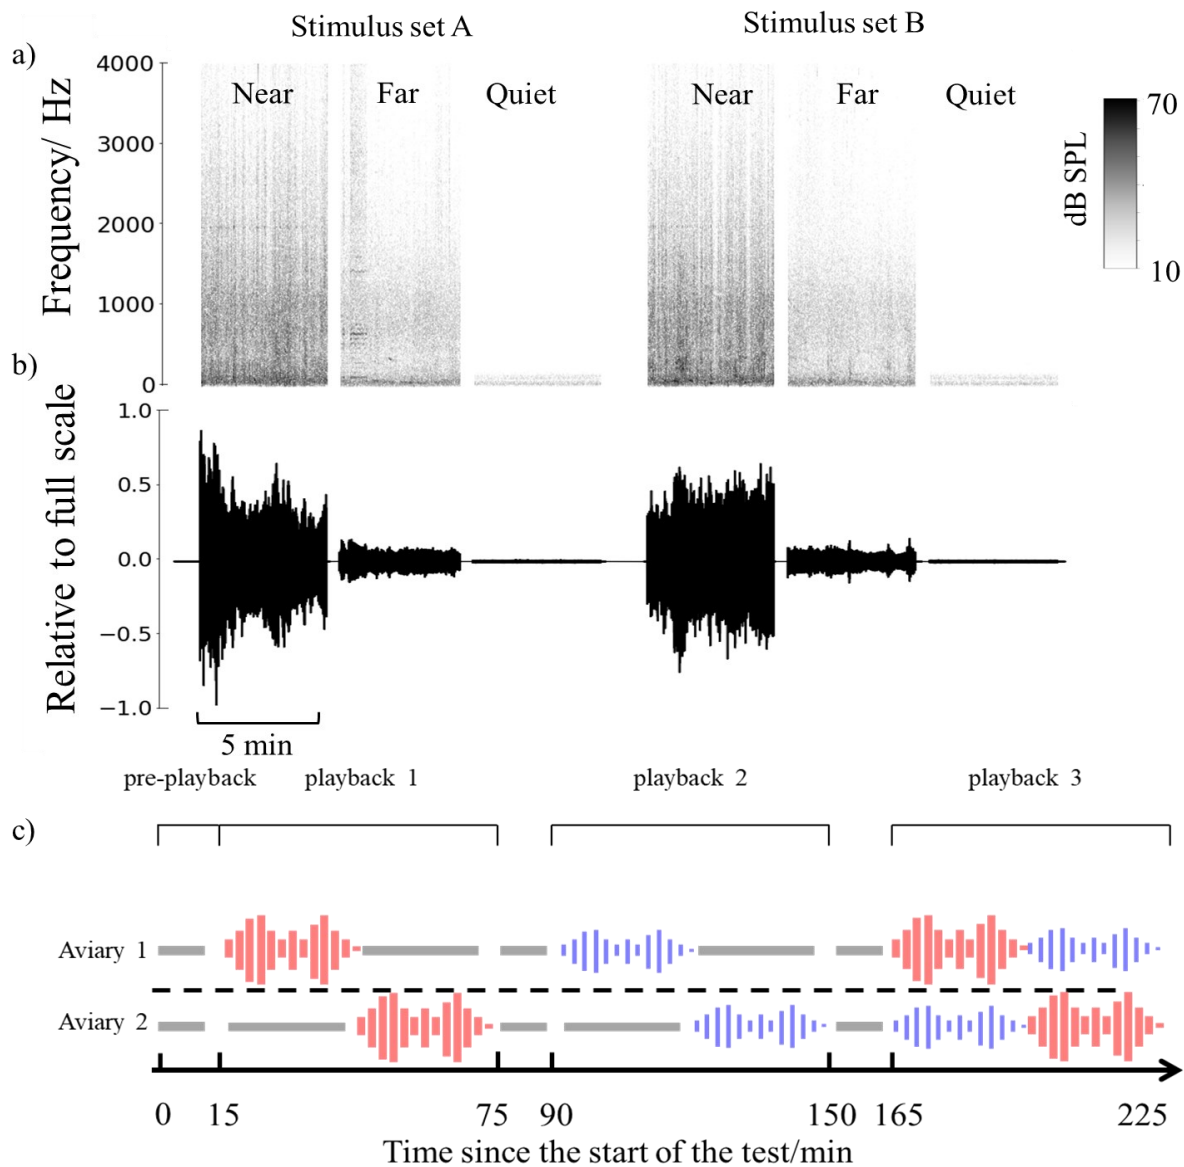 Stimulus set A
Stimulus set B
a)
Frequency/ Hz
4000
3000
2000
1000
0
Near
Far
Quiet
Near
Far
Quiet
dB SPL
70
10
b)
Relative to full scale
1.0
0.5
0.0
−0.5
−1.0
5 min
pre-playback
playback 1
playback 2
playback 3
c)
Aviary 1
Aviary 2
0 15 75 90 150 165 225
Time since the start of the test/min